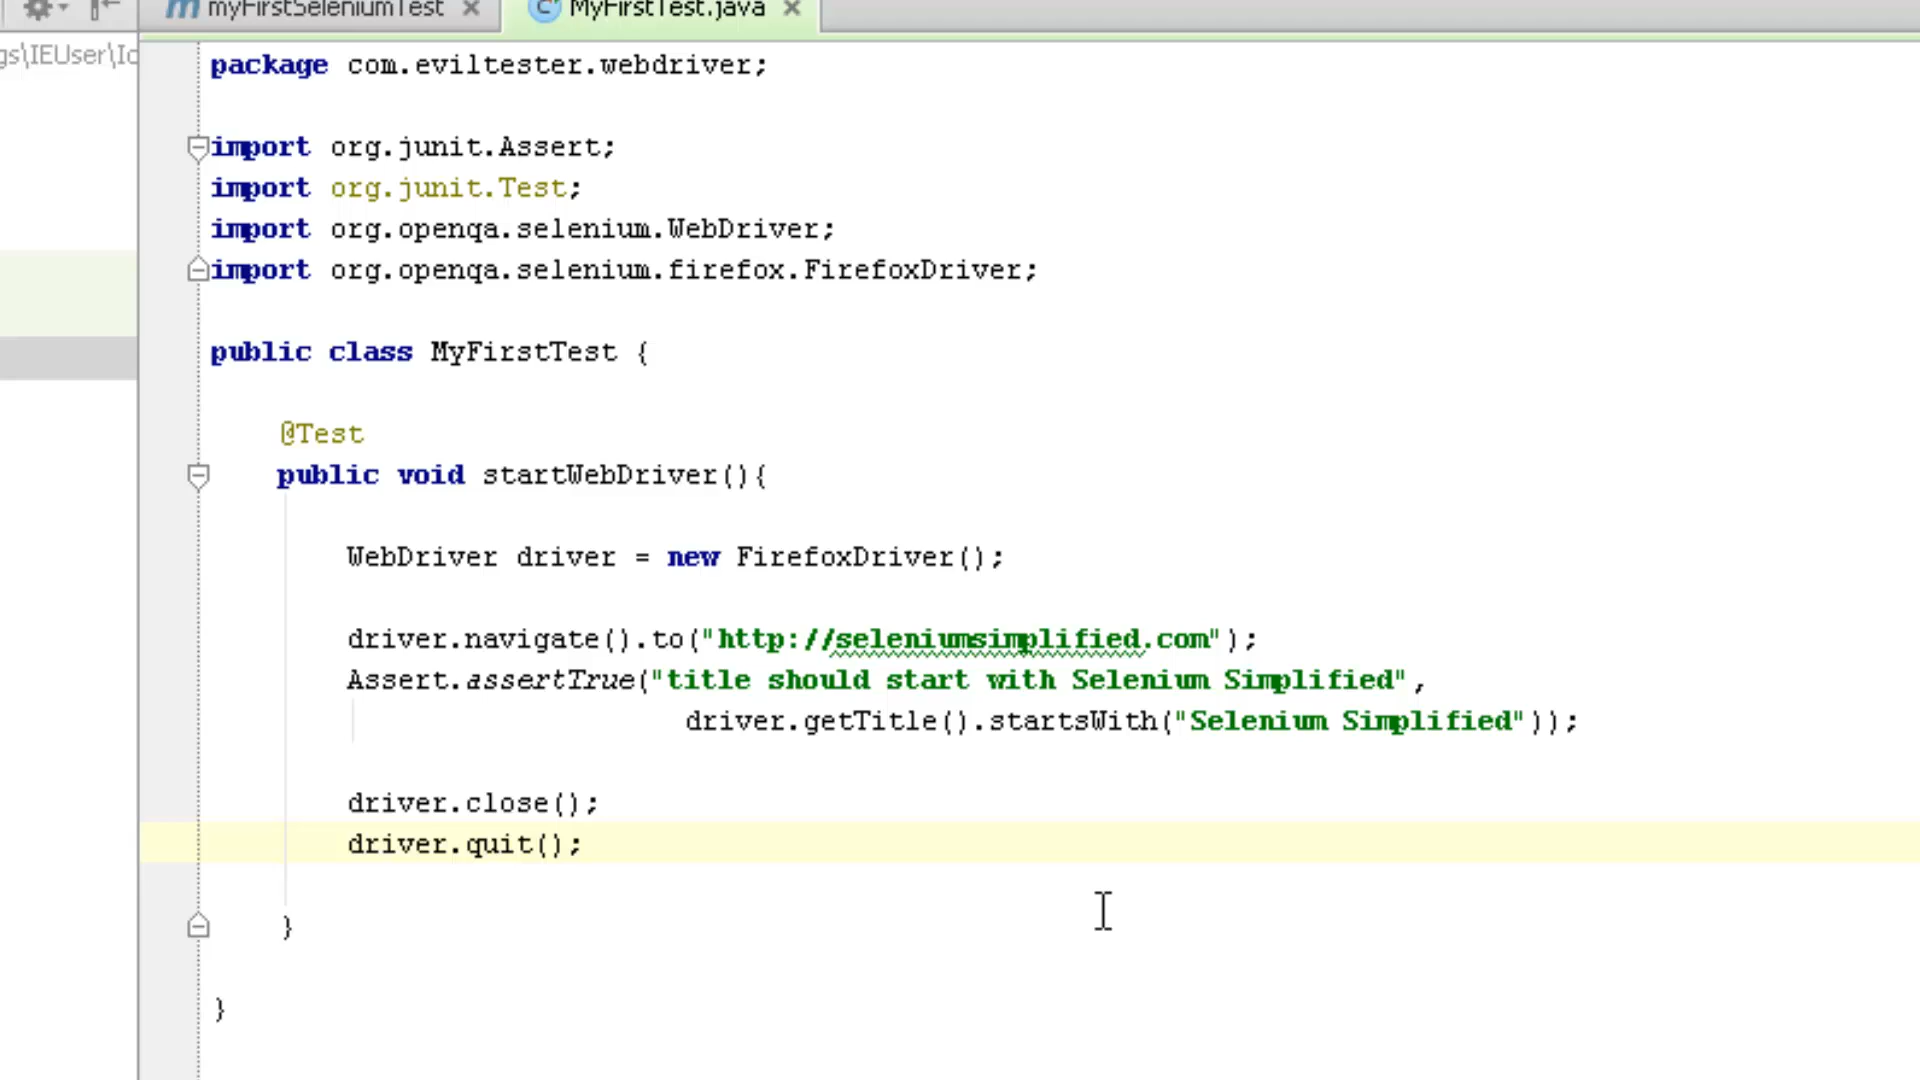 myFirstSeleniumTest
MyFirstTest.java
gs\IEUser\Id
package com.eviltester.webdriver;
import org.junit.Assert;
import org.junit.Test;
import org.openqa.selenium.WebDriver;
import org.openqa.selenium.firefox.FirefoxDriver;
public class MyFirstTest {
@Test
public void startWebDriver(){
WebDriver driver = new FirefoxDriver();
driver.navigate().to("http://seleniumsimplified.com");
Assert.assertTrue("title should start with Selenium Simplified",
driver.getTitle().startsWith("Selenium Simplified"));
driver.close();
driver.quit();
}
}